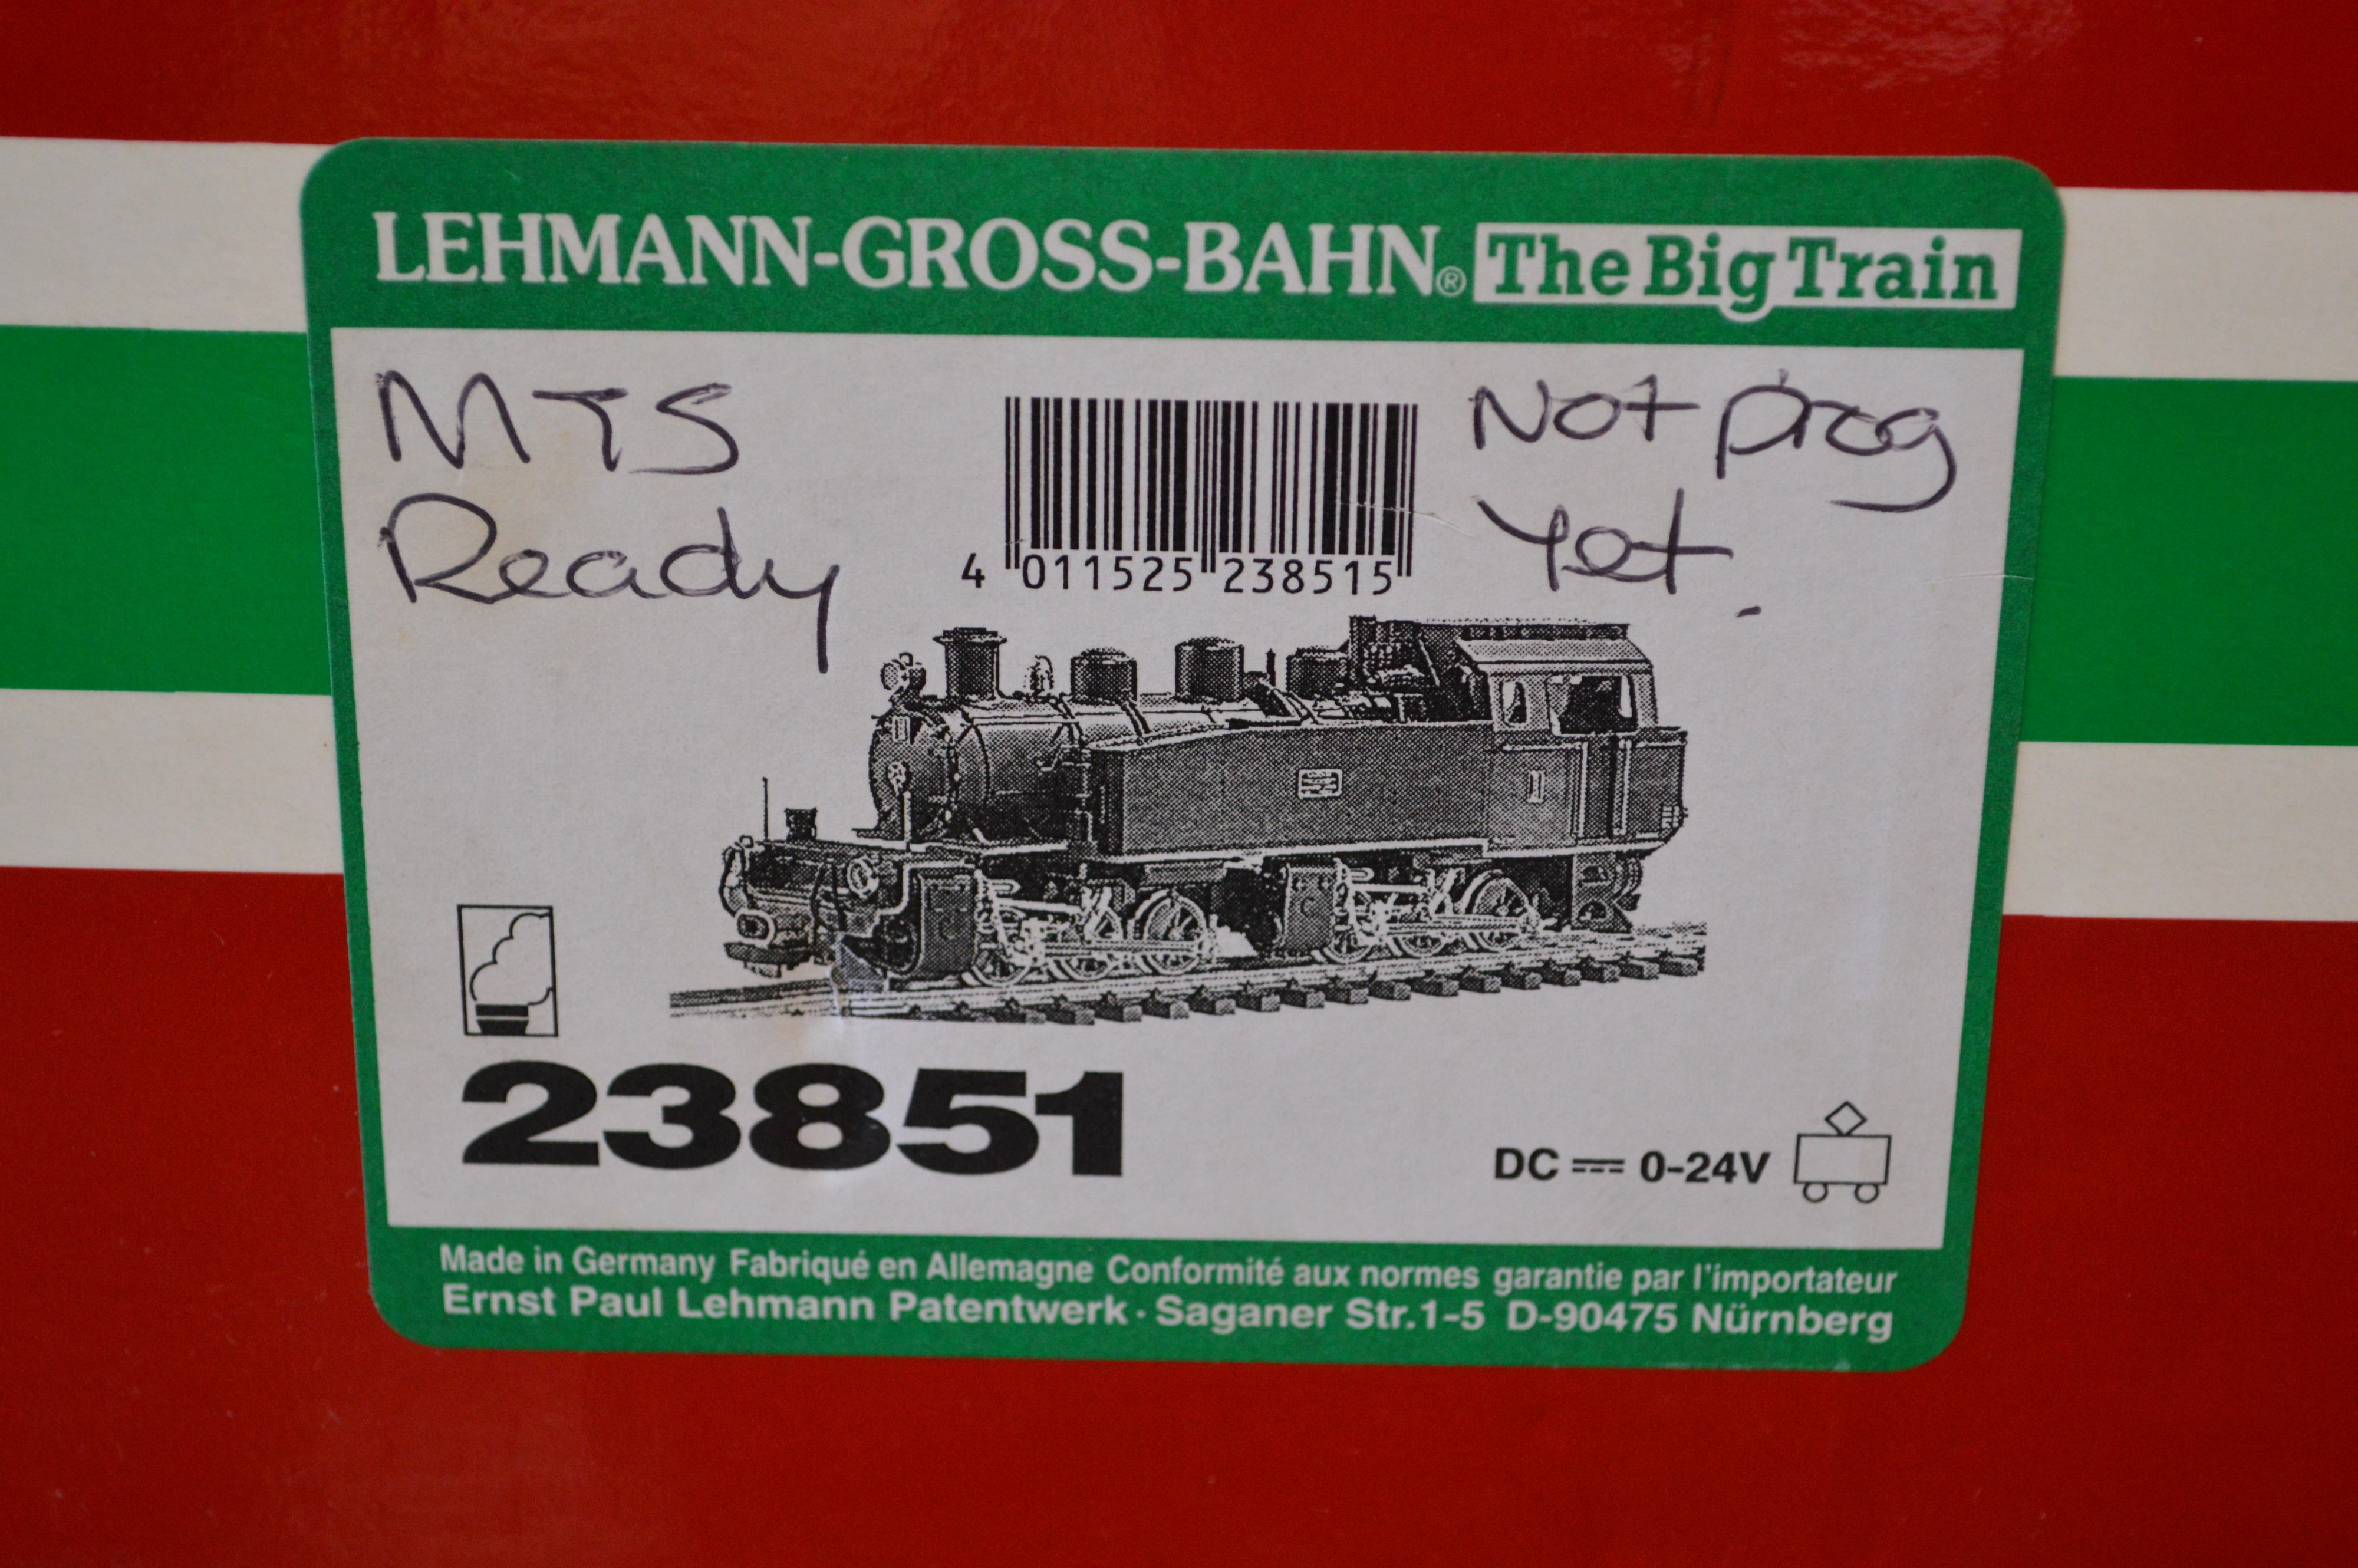 LEHMANN-GROSS-BAHN® The Big Train
MTS
Ready
Not prog
Yet.
4 011525 238515
23851
DC 0-24V
Made in Germany Fabriqué en Allemagne Conformité aux normes garantie par l'importateur
Ernst Paul Lehmann Patentwerk · Saganer Str.1-5 D-90475 Nürnberg